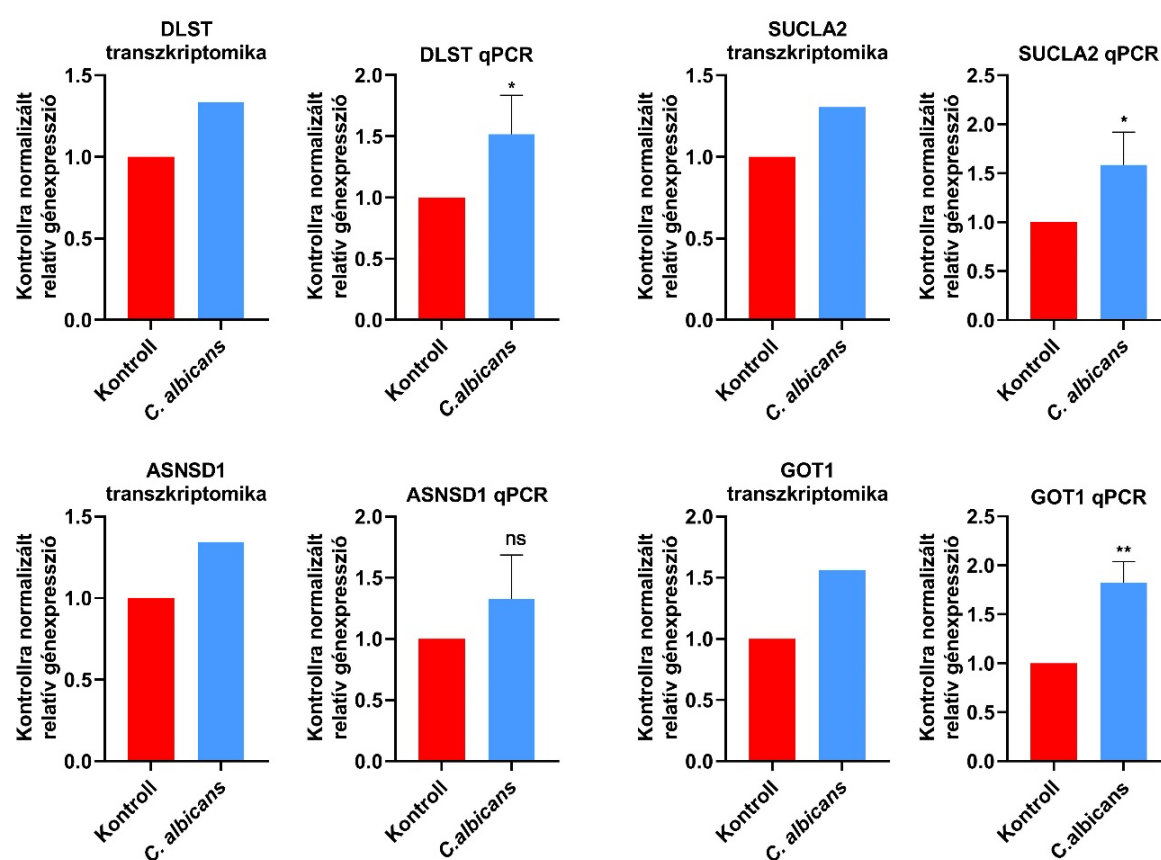 DLST
transzkriptomika
Kontrollra normalizált
relatív génexpresszió
1.5
1.0
0.5
0.0
Kontroll
C. albicans
DLST qPCR
Kontrollra normalizált
relatív génexpresszió
2.0
1.5
1.0
0.5
0.0
*
Kontroll
C.albicans
SUCLA2
transzkriptomika
Kontrollra normalizált
relatív génexpresszió
1.5
1.0
0.5
0.0
Kontroll
C. albicans
SUCLA2 qPCR
Kontrollra normalizált
relatív génexpresszió
2.5
2.0
1.5
1.0
0.5
0.0
*
Kontroll
C.albicans
ASNSD1
transzkriptomika
Kontrollra normalizált
relatív génexpresszió
1.5
1.0
0.5
0.0
Kontroll
C. albicans
ASNSD1 qPCR
Kontrollra normalizált
relatív génexpresszió
2.0
1.5
1.0
0.5
0.0
ns
Kontroll
C.albicans
GOT1
transzkriptomika
Kontrollra normalizált
relatív génexpresszió
2.0
1.5
1.0
0.5
0.0
Kontroll
C. albicans
GOT1 qPCR
Kontrollra normalizált
relatív génexpresszió
2.5
2.0
1.5
1.0
0.5
0.0
**
Kontroll
C.albicans